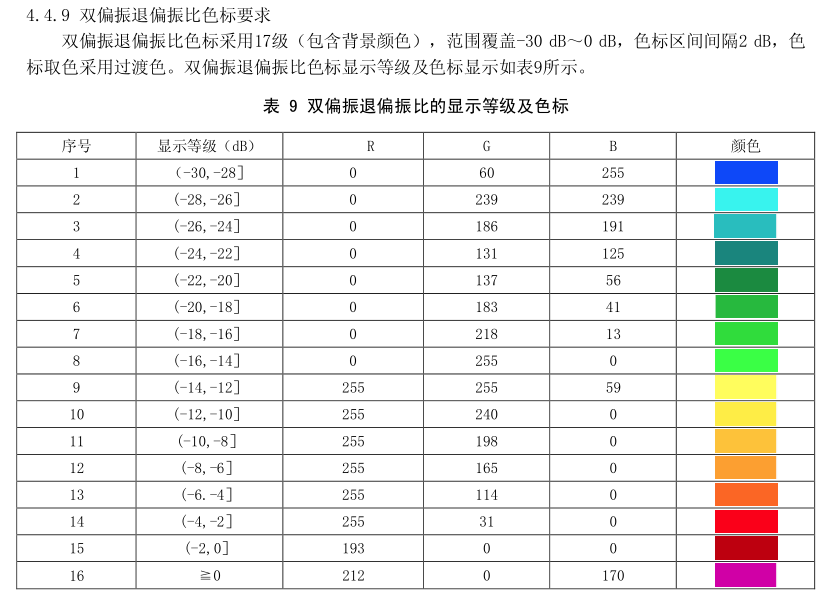 4.4.9 双偏振退偏振比色标要求
双偏振退偏振比色标采用17级（包含背景颜色），范围覆盖-30 dB～0 dB，色标区间间隔2 dB，色
标取色采用过渡色。双偏振退偏振比色标显示等级及色标显示如表9所示。
表 9 双偏振退偏振比的显示等级及色标
序号 显示等级（dB） R G B 颜色
1 （-30,-28］ 0 60 255
2 (-28,-26］ 0 239 239
3 (-26,-24］ 0 186 191
4 (-24,-22］ 0 131 125
5 (-22,-20］ 0 137 56
6 (-20,-18］ 0 183 41
7 (-18,-16］ 0 218 13
8 (-16,-14］ 0 255 0
9 (-14,-12］ 255 255 59
10 (-12,-10］ 255 240 0
11 (-10,-8］ 255 198 0
12 (-8,-6］ 255 165 0
13 (-6.-4］ 255 114 0
14 (-4,-2］ 255 31 0
15 (-2,0］ 193 0 0
16 ≧0 212 0 170